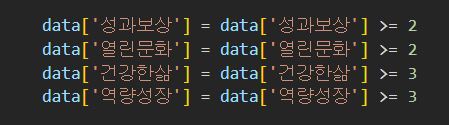 data['성과보상'] = data['성과보상'] >= 2
data['열린문화'] = data['열린문화'] >= 2
data['건강한삶'] = data['건강한삶'] >= 3
data['역량성장'] = data['역량성장'] >= 3